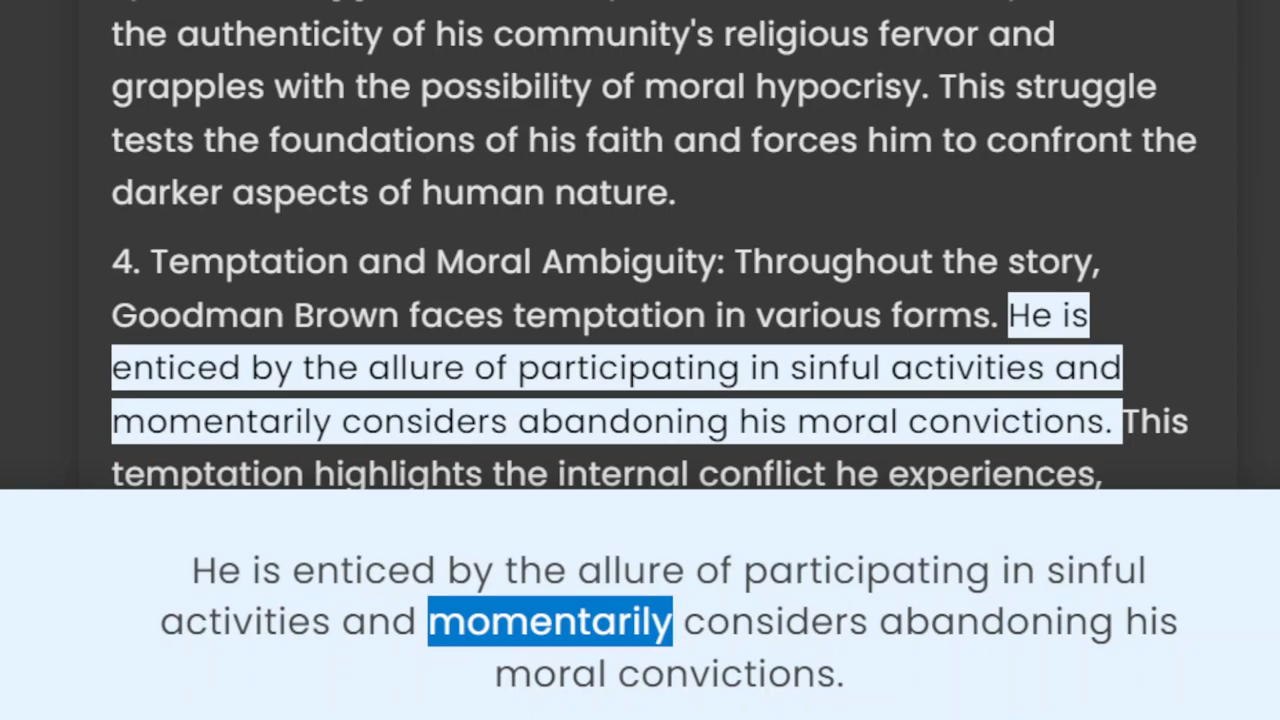 the authenticity of his community's religious fervor and
grapples with the possibility of moral hypocrisy. This struggle
tests the foundations of his faith and forces him to confront the
darker aspects of human nature.
4. Temptation and Moral Ambiguity: Throughout the story,
Goodman Brown faces temptation in various forms. He is
enticed by the allure of participating in sinful activities and
momentarily considers abandoning his moral convictions. This
temptation highlights the internal conflict he experiences,
He is enticed by the allure of participating in sinful
activities and momentarily considers abandoning his
moral convictions.